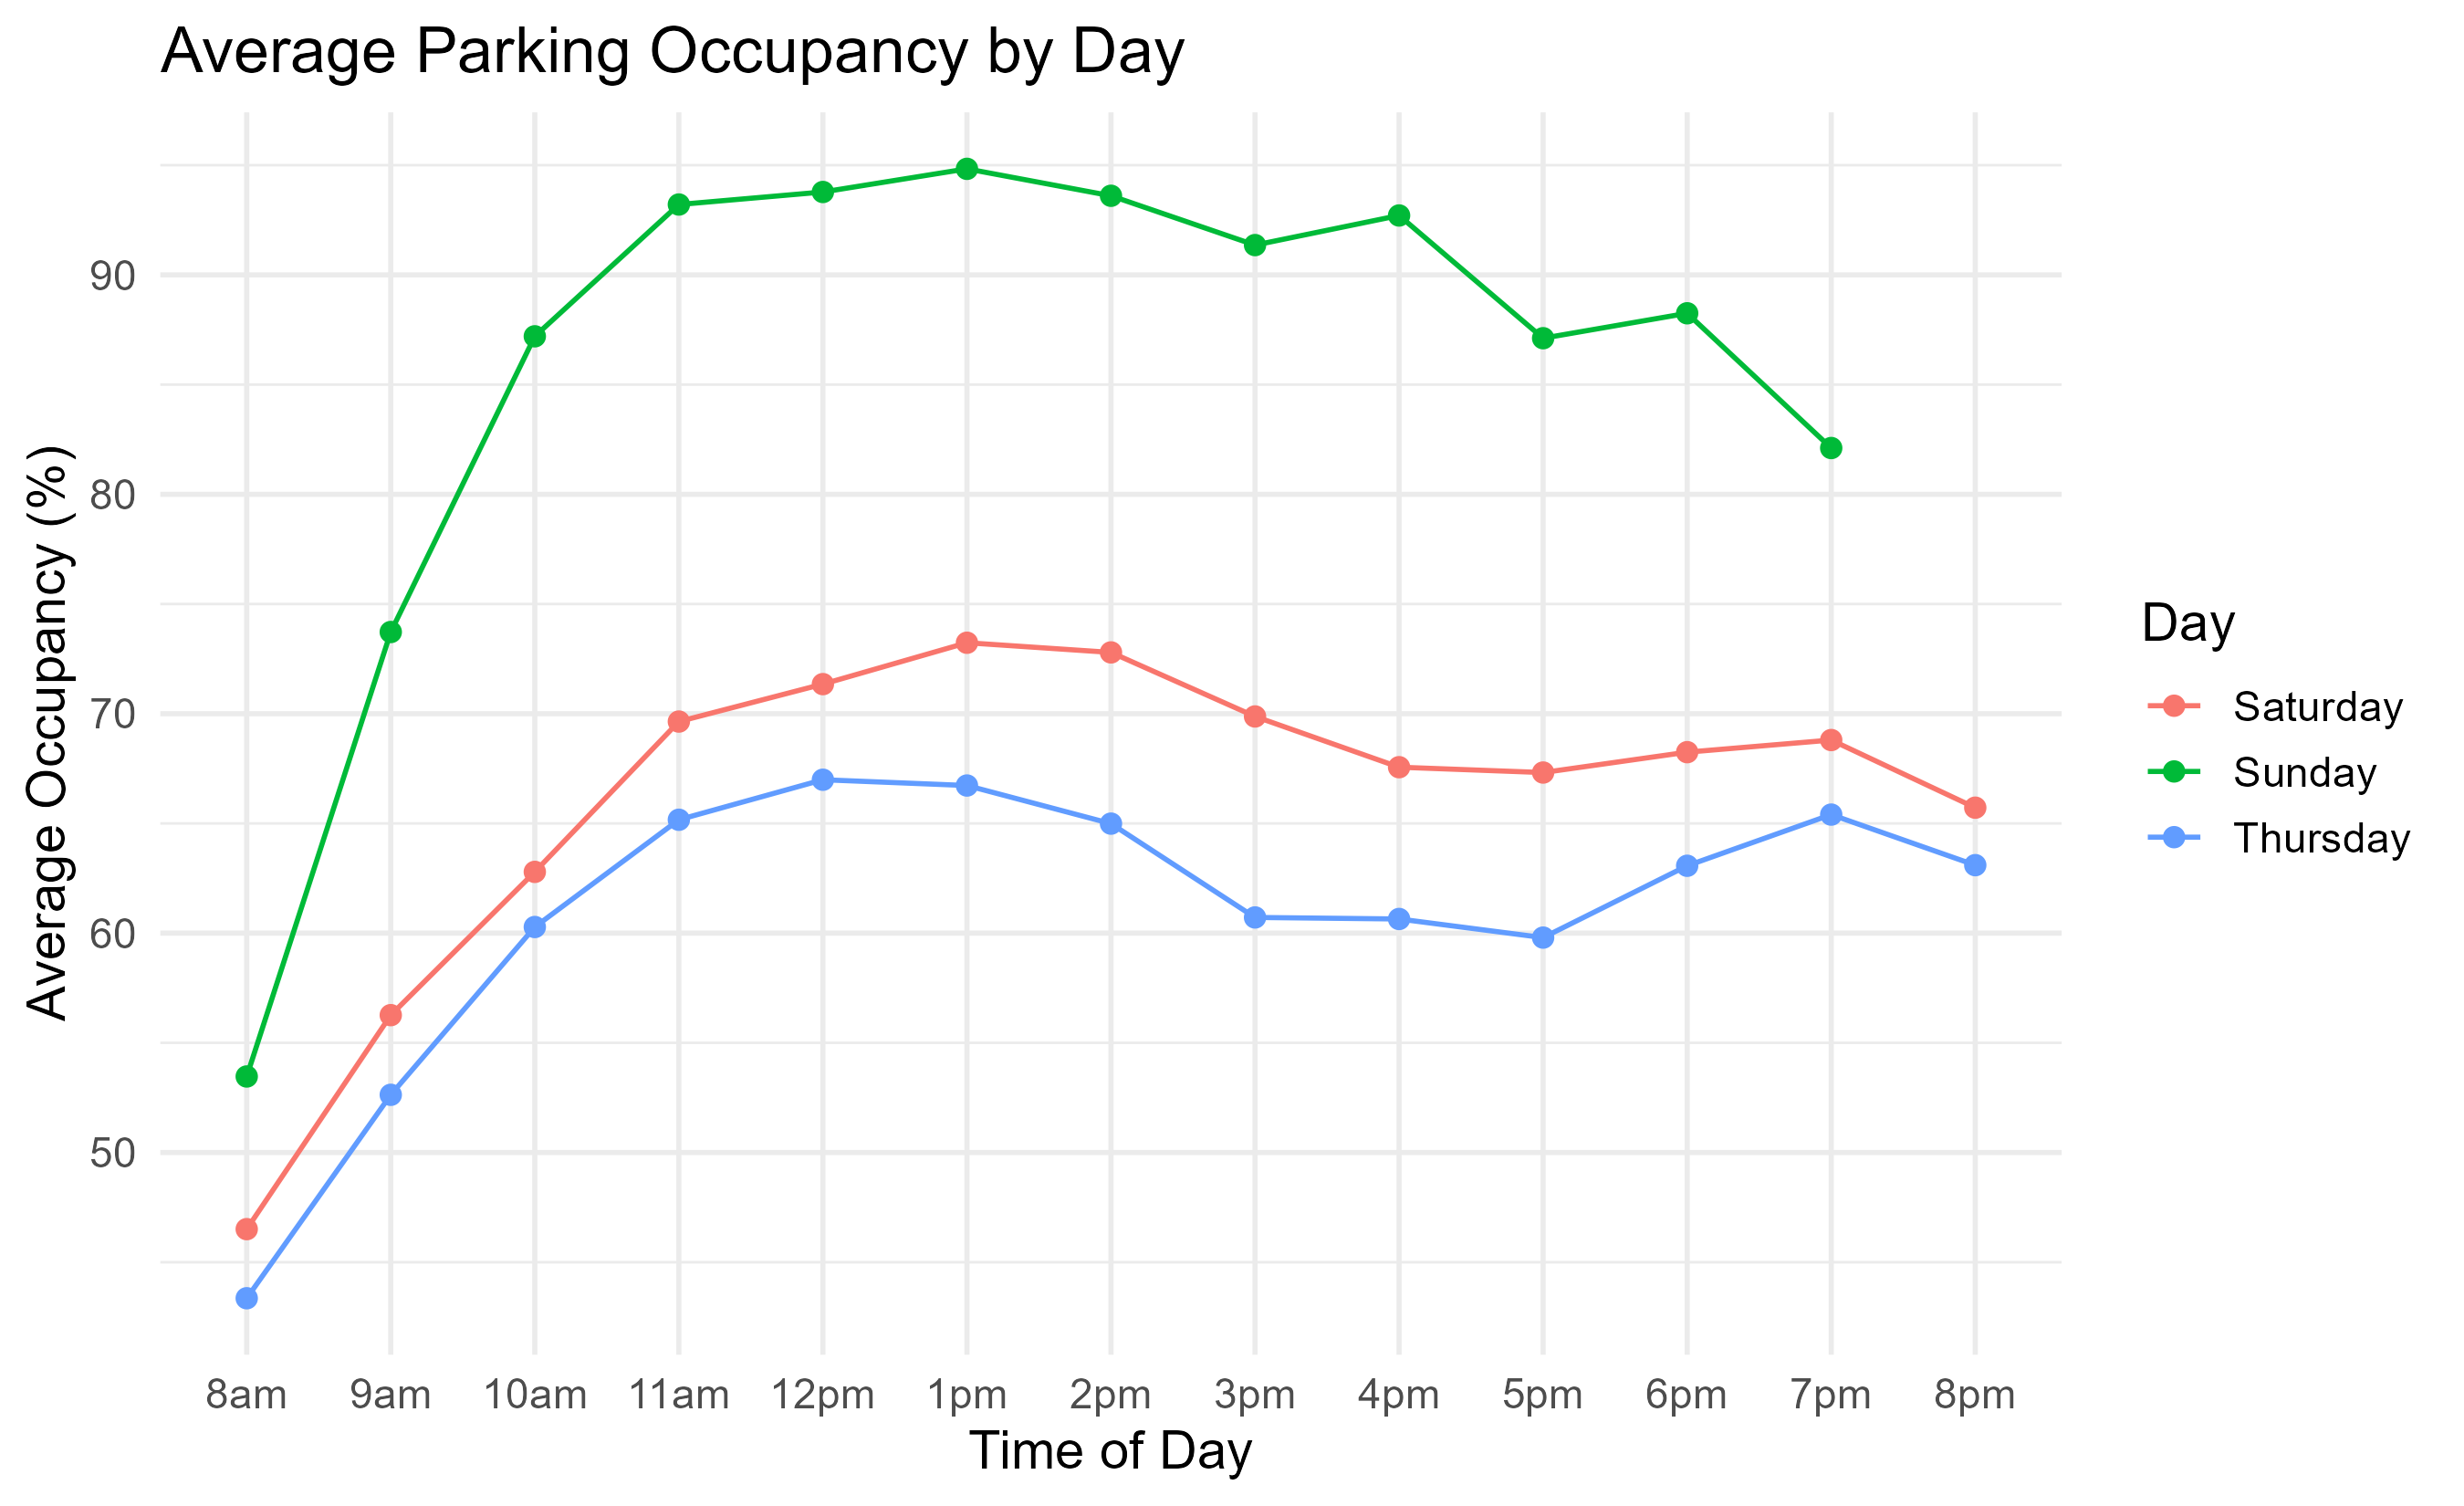 Average Parking Occupancy by Day
Average Occupancy (%)
90
80
70
60
50
8am 9am 10am 11am 12pm 1pm 2pm 3pm 4pm 5pm 6pm 7pm 8pm
Time of Day
Day
Saturday
Sunday
Thursday